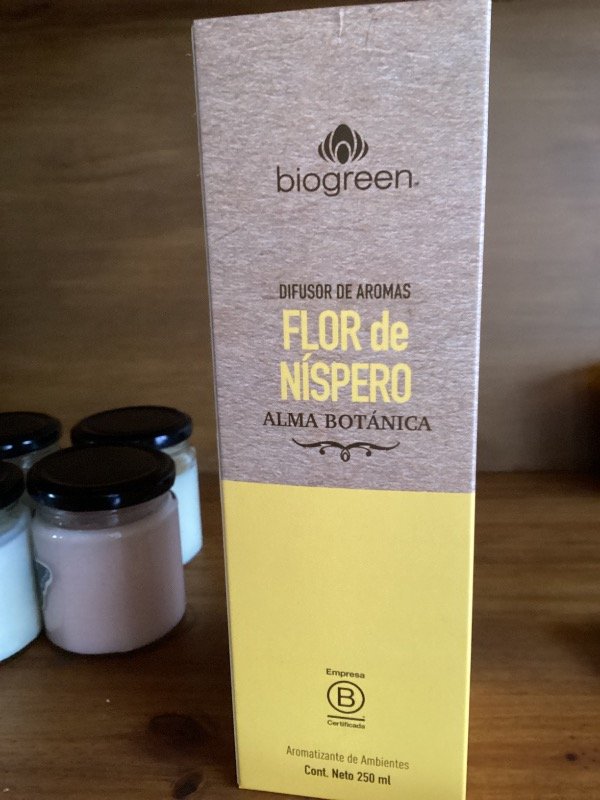 biogreen
DIFUSOR DE AROMAS
FLOR de
NÍSPERO
ALMA BOTÁNICA
Empresa
B
Certificada
Aromatizante de Ambientes
Cont. Neto 250 ml